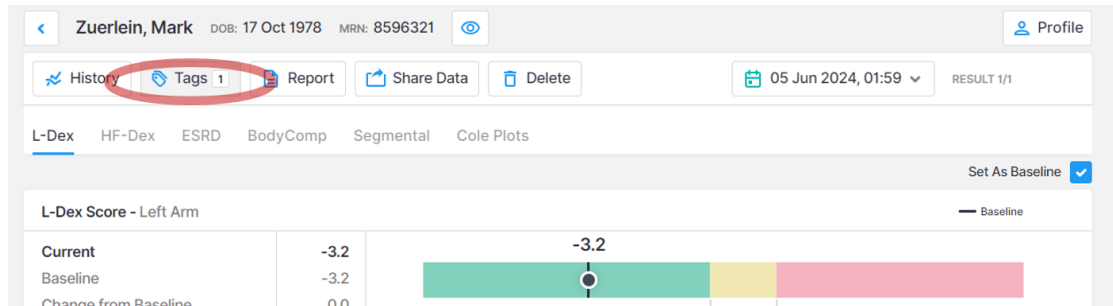 Zuerlein, Mark DOB: 17 Oct 1978 MRN: 8596321 Profile
History Tags 1 Report Share Data Delete 05 Jun 2024, 01:59 RESULT 1/1
L-Dex HF-Dex ESRD BodyComp Segmental Cole Plots
Set As Baseline
L-Dex Score - Left Arm Baseline
Current -3.2 -3.2
Baseline -3.2
Change from Baseline 0.0